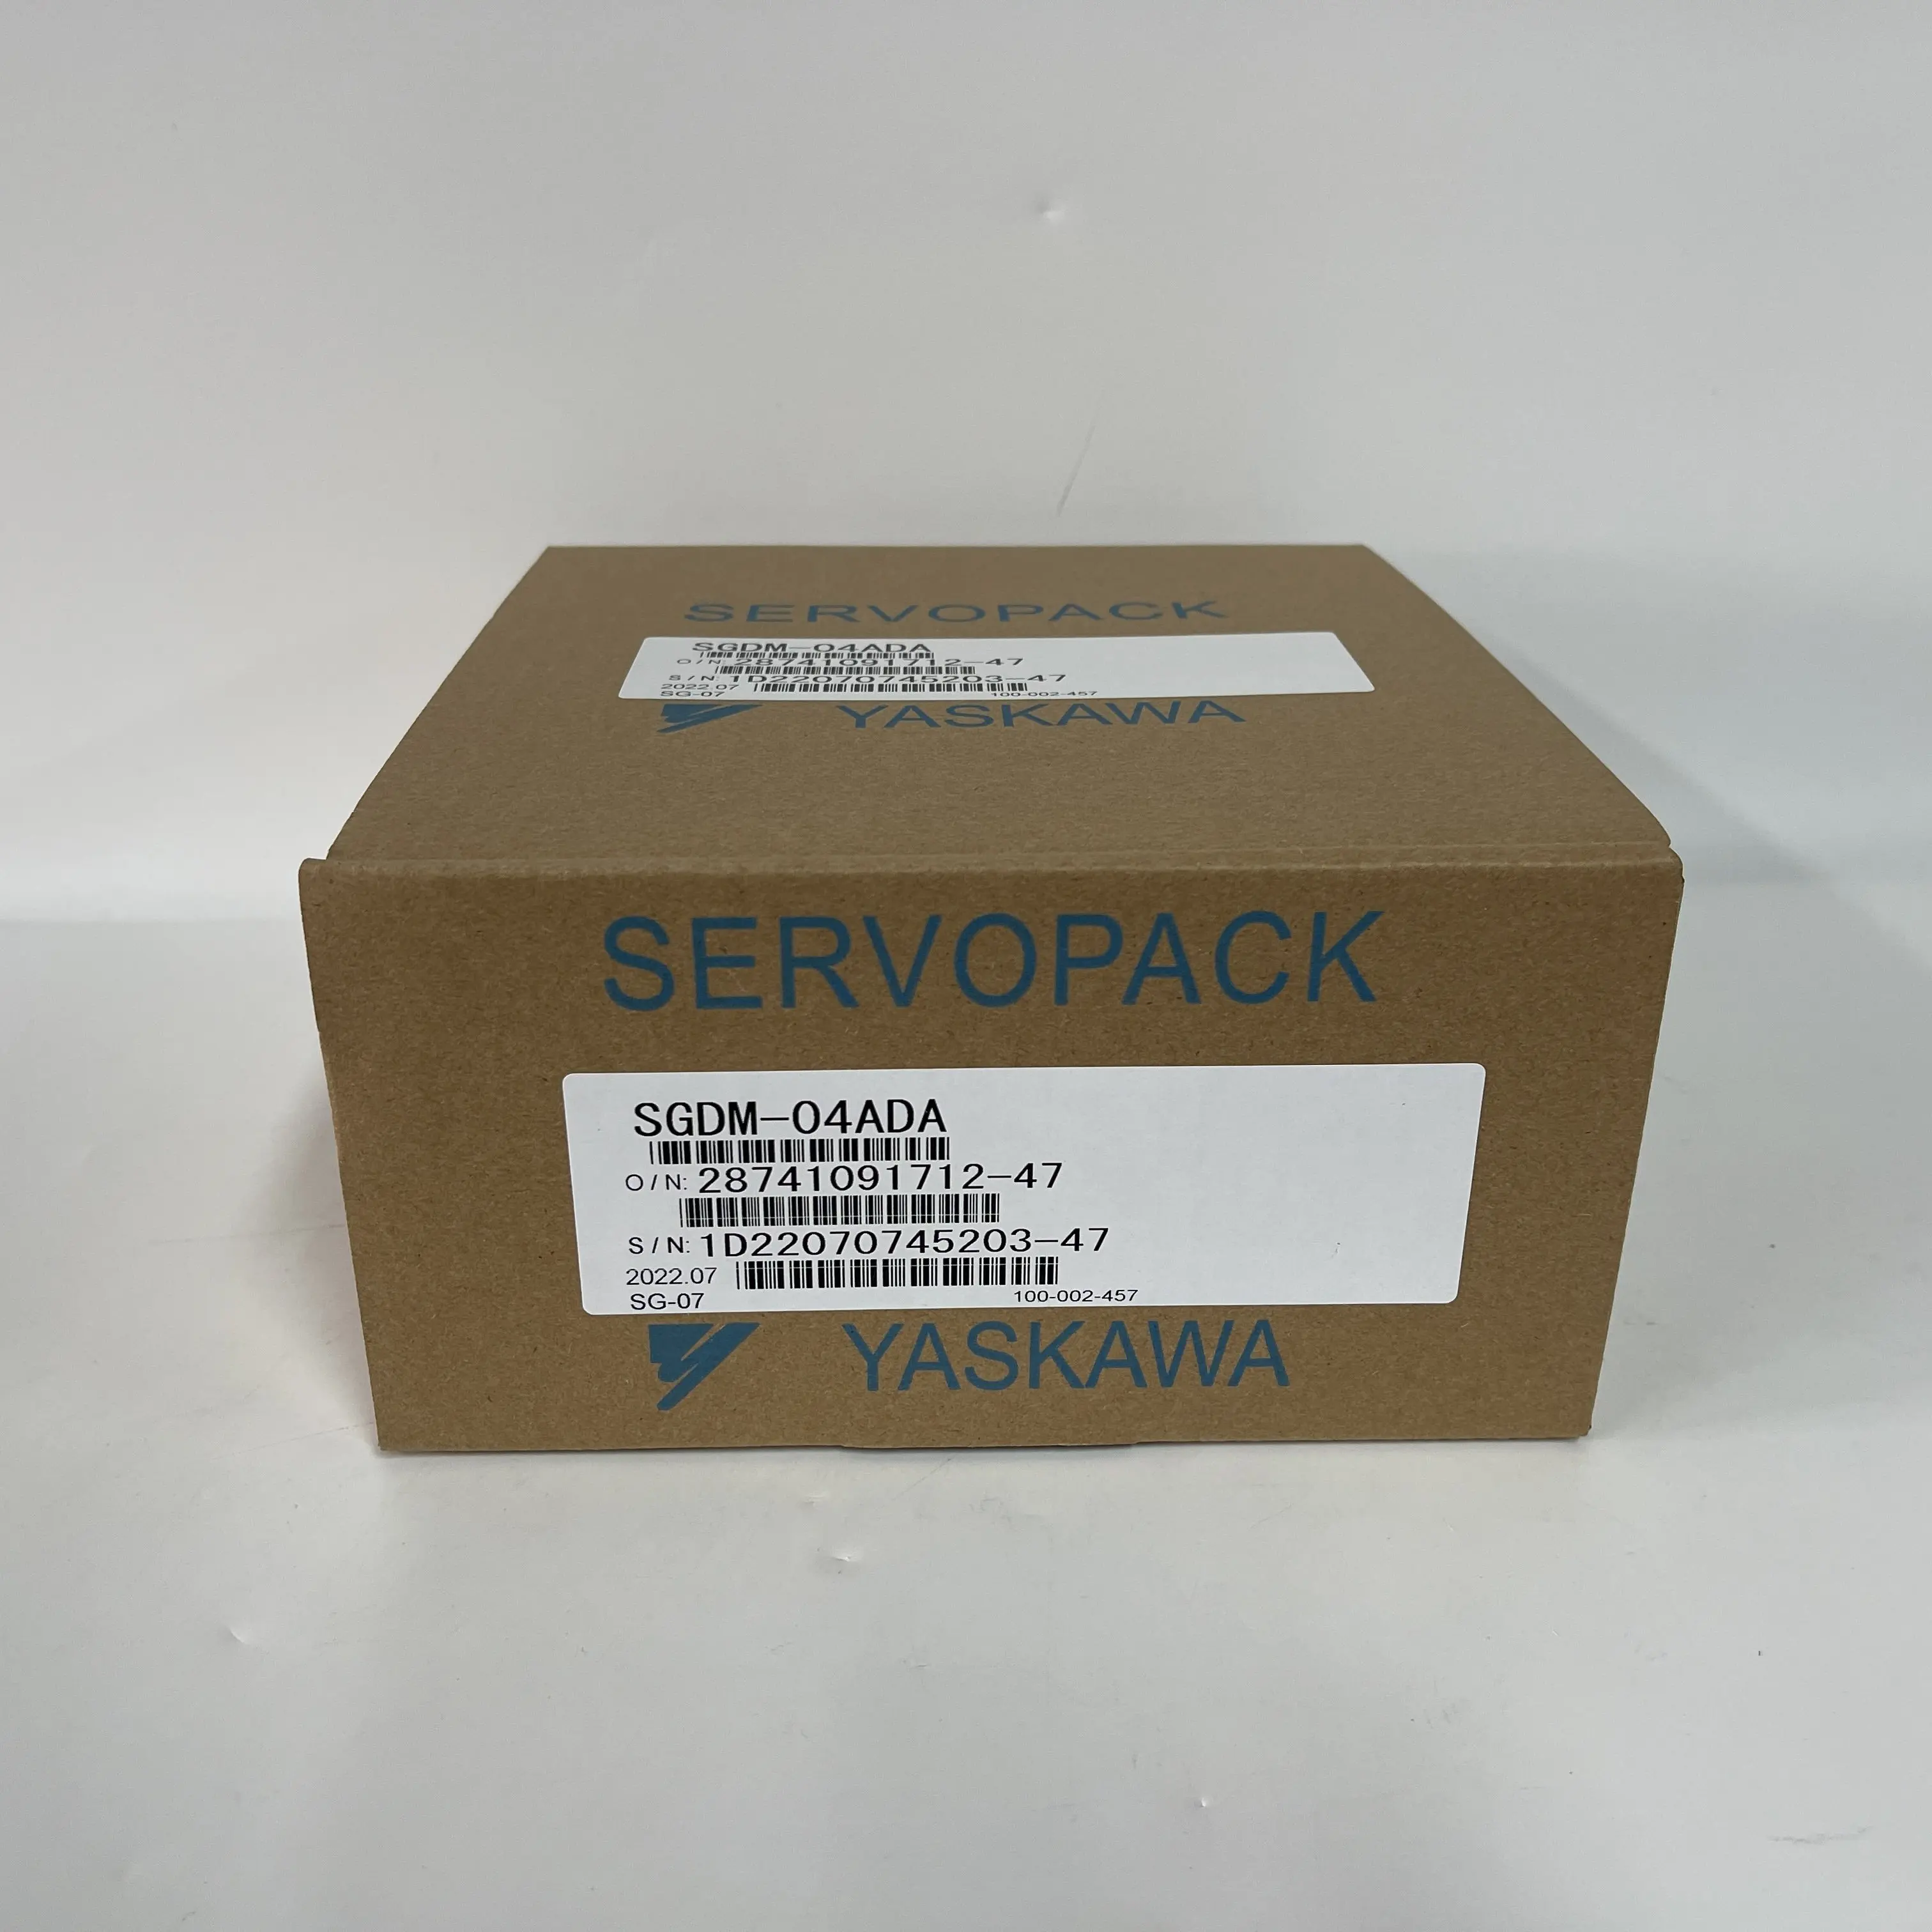 SERVOPACK
SGDM-04ADA
O/N: 28741091712-47
S/N: 1D22070745203-47
2022.07
SG-07 100-002-457
YASKAWA
SERVOPACK
SGDM-04ADA
O/N: 28741091712-47
S/N: 1D22070745203-47
2022.07
SG-07 100-002-457
YASKAWA